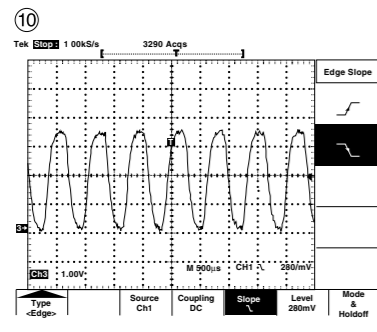 ⑩
Tek Stop: 1 00kS/s 3290 Acqs
Edge Slope
T
3→
Ch3 1.00V M 500µs CH1 280/mV
Type <Edge>
Source Ch1
Coupling DC
Slope
Level 280mV
Mode & Holdoff